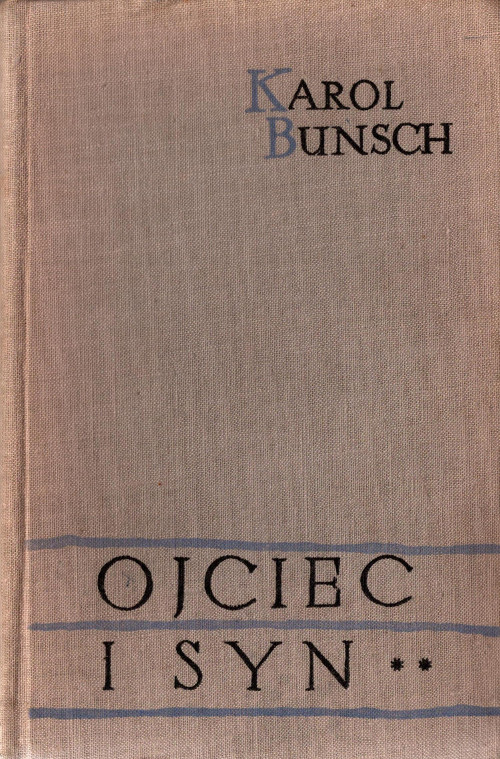 KAROL
BUNSCH
OJCIEC
I SYN **